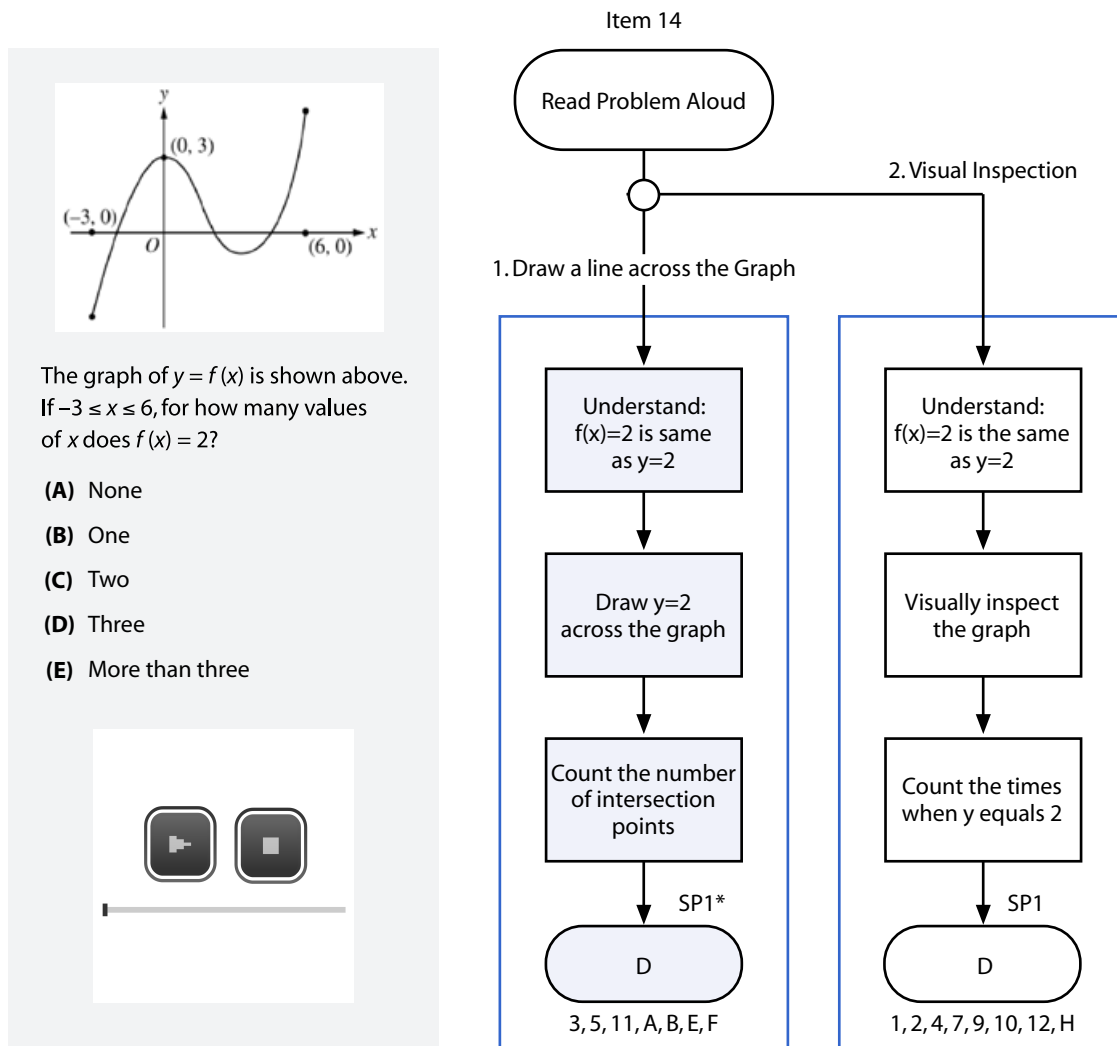 Item 14
y
(0, 3)
(–3, 0)
O
x
(6, 0)
The graph of y = f (x) is shown above.
If –3 ≤ x ≤ 6, for how many values
of x does f (x) = 2?
(A) None
(B) One
(C) Two
(D) Three
(E) More than three
Read Problem Aloud
2. Visual Inspection
1. Draw a line across the Graph
Understand:
f(x)=2 is same
as y=2
Draw y=2
across the graph
Count the number
of intersection
points
SP1*
D
3, 5, 11, A, B, E, F
Understand:
f(x)=2 is the same
as y=2
Visually inspect
the graph
Count the times
when y equals 2
SP1
D
1, 2, 4, 7, 9, 10, 12, H